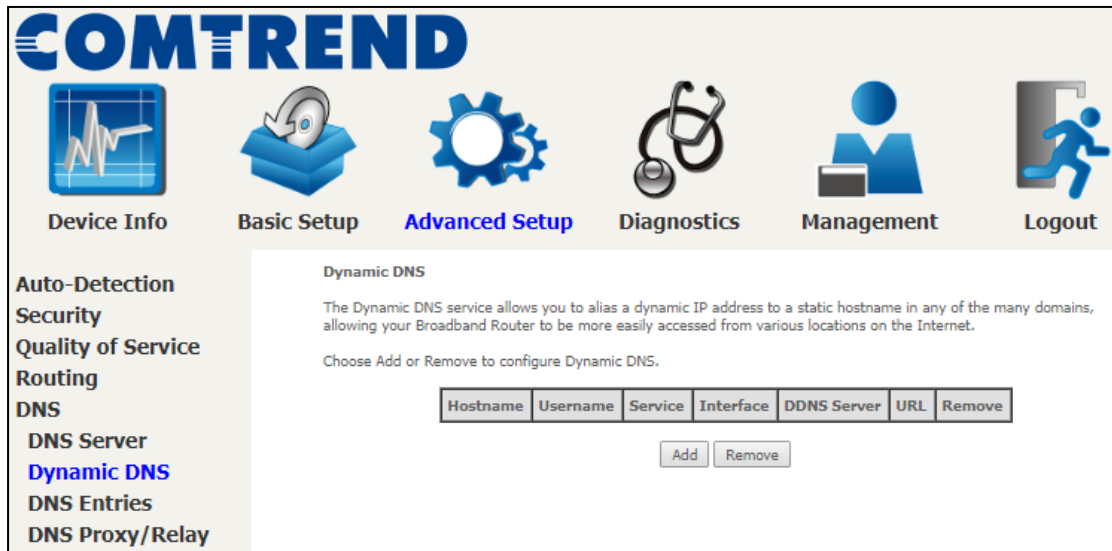 COMTREND
Device Info Basic Setup Advanced Setup Diagnostics Management Logout
Auto-Detection
Security
Quality of Service
Routing
DNS
DNS Server
Dynamic DNS
DNS Entries
DNS Proxy/Relay
Dynamic DNS
The Dynamic DNS service allows you to alias a dynamic IP address to a static hostname in any of the many domains,
allowing your Broadband Router to be more easily accessed from various locations on the Internet.
Choose Add or Remove to configure Dynamic DNS.
Hostname Username Service Interface DDNS Server URL Remove
Add Remove